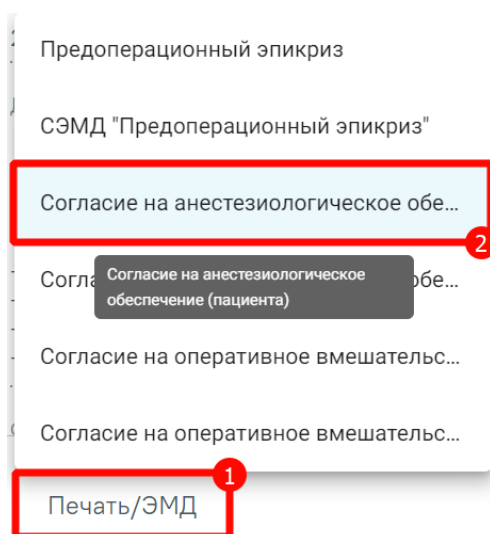 Предоперационный эпикриз
СЭМД "Предоперационный эпикриз"
Согласие на анестезиологическое обе...
2
Согла
обе...
Согласие на анестезиологическое
обеспечение (пациента)
Согласие на оперативное вмешательс...
Согласие на оперативное вмешательс...
1
Печать/ЭМД